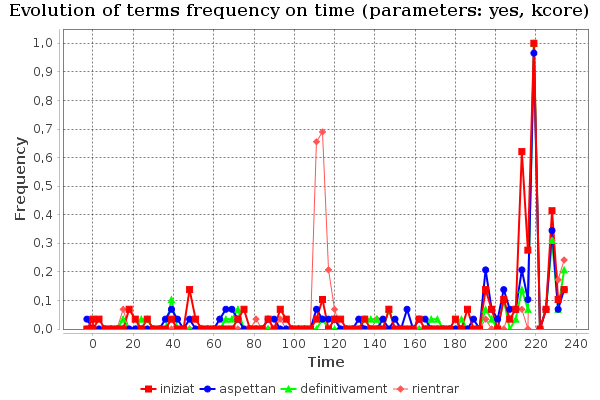 Evolution of terms frequency on time (parameters: yes, kcore)
1,0
0,9
0,8
0,7
0,6
0,5
0,4
0,3
0,2
0,1
0,0
Frequency
0 20 40 60 80 100 120 140 160 180 200 220 240
Time
iniziat aspettan definitivament rientrar